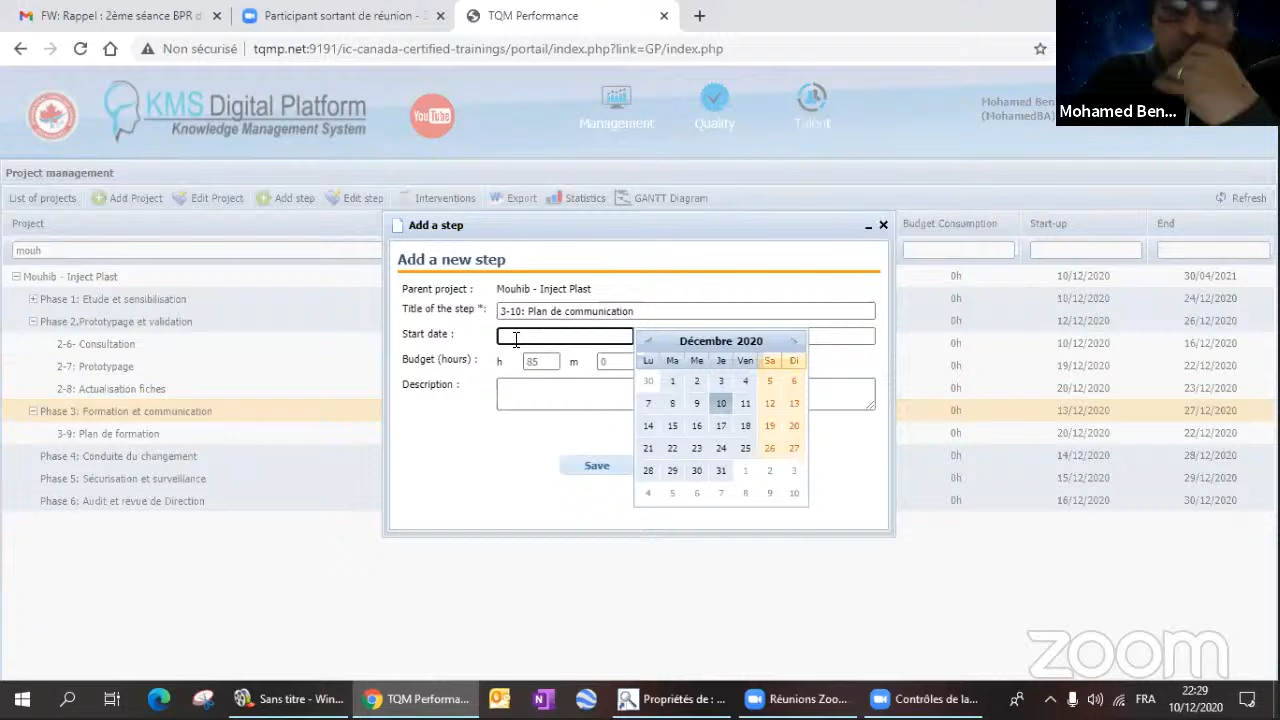 FW: Rappel : 2ème séance BPR d
Participant sortant de réunion - Z
TQM Performance
Non sécurisé
tqmp.net:9191/ic-canada-certified-trainings/portail/index.php?link=GP/index.php
KMS Digital Platform
Knowledge Management System
YouTube
Management
Quality
Talent
Mohamed Ben
(MohamedBA)
Mohamed Ben...
Project management
List of projects
Add Project
Edit Project
Add step
Edit step
Interventions
Export
Statistics
GANTT Diagram
Refresh
Project
Budget Consumption
Start-up
End
mouh
Mouhib - Inject Plast 0h 10/12/2020 30/04/2021
Phase 1: Etude et sensibilisation 0h 10/12/2020 24/12/2020
Phase 2.Prototypage et validation 0h 12/12/2020 26/12/2020
2-6- Consultation 0h 10/12/2020 16/12/2020
2-7: Prototypage 0h 19/12/2020 22/12/2020
2-8: Actualisation fiches 0h 20/12/2020 23/12/2020
Phase 3: Formation et communication 0h 13/12/2020 27/12/2020
3-9: Plan de formation 0h 20/12/2020 22/12/2020
Phase 4: Conduite du changement 0h 14/12/2020 28/12/2020
Phase 5: Sécurisation et surveillance 0h 15/12/2020 29/12/2020
Phase 6: Audit et revue de Direction 0h 16/12/2020 30/12/2020
Add a step
Add a new step
Parent project : Mouhib - Inject Plast
Title of the step *: 3-10: Plan de communication
Start date :
Budget (hours) : h 85 m 0
Description :
Save
Décembre 2020
Lu Ma Me Je Ven Sa Di
30 1 2 3 4 5 6
7 8 9 10 11 12 13
14 15 16 17 18 19 20
21 22 23 24 25 26 27
28 29 30 31 1 2 3
4 5 6 7 8 9 10
zoom
Sans titre - Win...
TQM Performa...
Propriétés de : ...
Réunions Zoo...
Contrôles de la...
FRA
22:29
10/12/2020